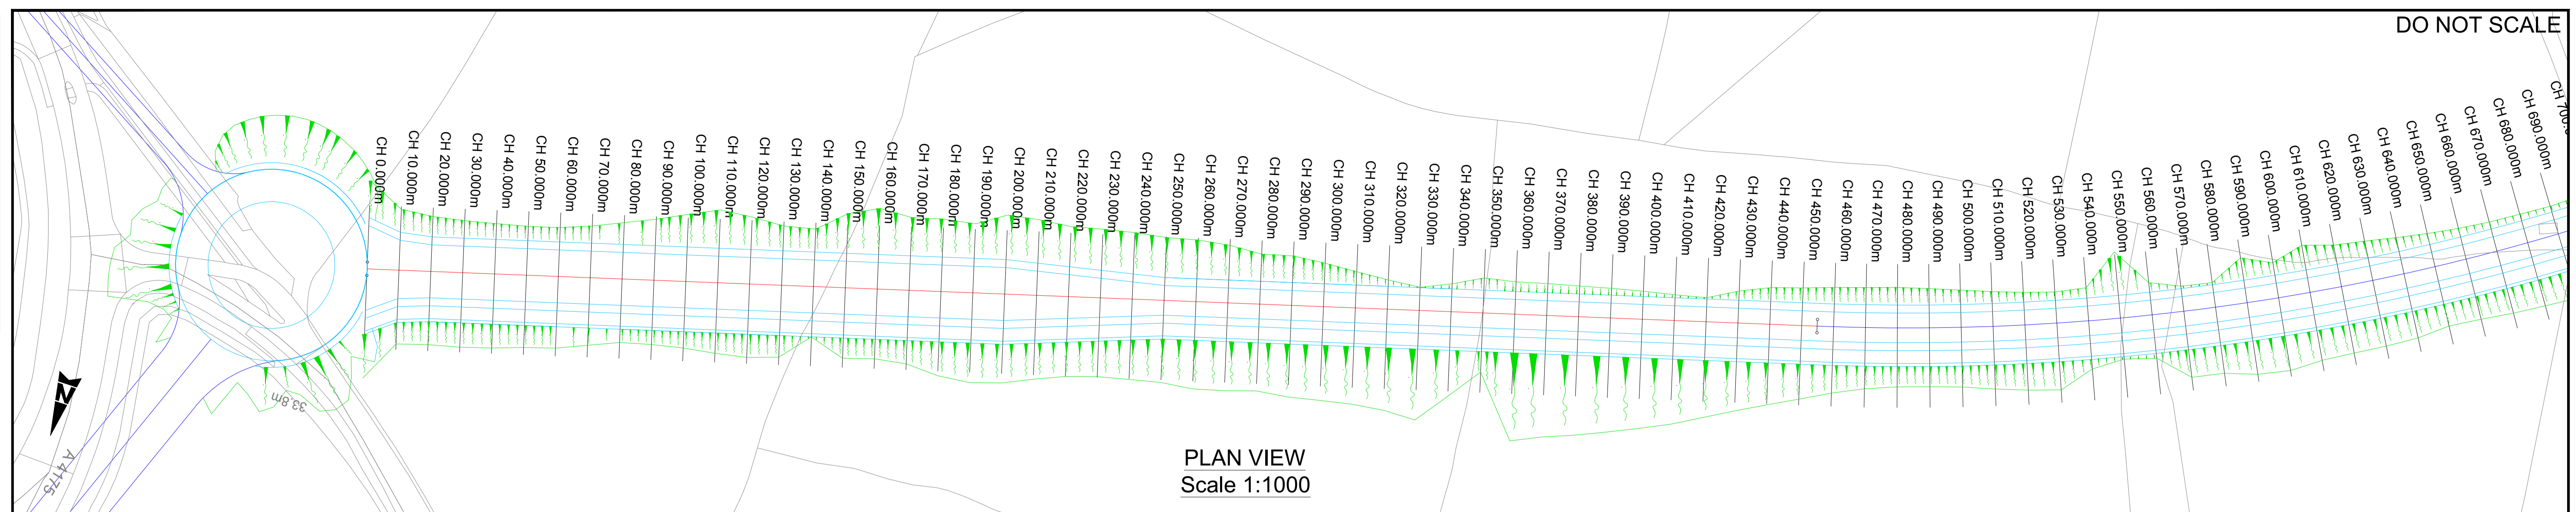 DO NOT SCALE
CH 0.000m
CH 10.000m
CH 20.000m
CH 30.000m
CH 40.000m
CH 50.000m
CH 60.000m
CH 70.000m
CH 80.000m
CH 90.000m
CH 100.000m
CH 110.000m
CH 120.000m
CH 130.000m
CH 140.000m
CH 150.000m
CH 160.000m
CH 170.000m
CH 180.000m
CH 190.000m
CH 200.000m
CH 210.000m
CH 220.000m
CH 230.000m
CH 240.000m
CH 250.000m
CH 260.000m
CH 270.000m
CH 280.000m
CH 290.000m
CH 300.000m
CH 310.000m
CH 320.000m
CH 330.000m
CH 340.000m
CH 350.000m
CH 360.000m
CH 370.000m
CH 380.000m
CH 390.000m
CH 400.000m
CH 410.000m
CH 420.000m
CH 430.000m
CH 440.000m
CH 450.000m
CH 460.000m
CH 470.000m
CH 480.000m
CH 490.000m
CH 500.000m
CH 510.000m
CH 520.000m
CH 530.000m
CH 540.000m
CH 550.000m
CH 560.000m
CH 570.000m
CH 580.000m
CH 590.000m
CH 600.000m
CH 610.000m
CH 620.000m
CH 630.000m
CH 640.000m
CH 650.000m
CH 660.000m
CH 670.000m
CH 680.000m
CH 690.000m
CH 700.
33.8m
N
A 4175
PLAN VIEW
Scale 1:1000